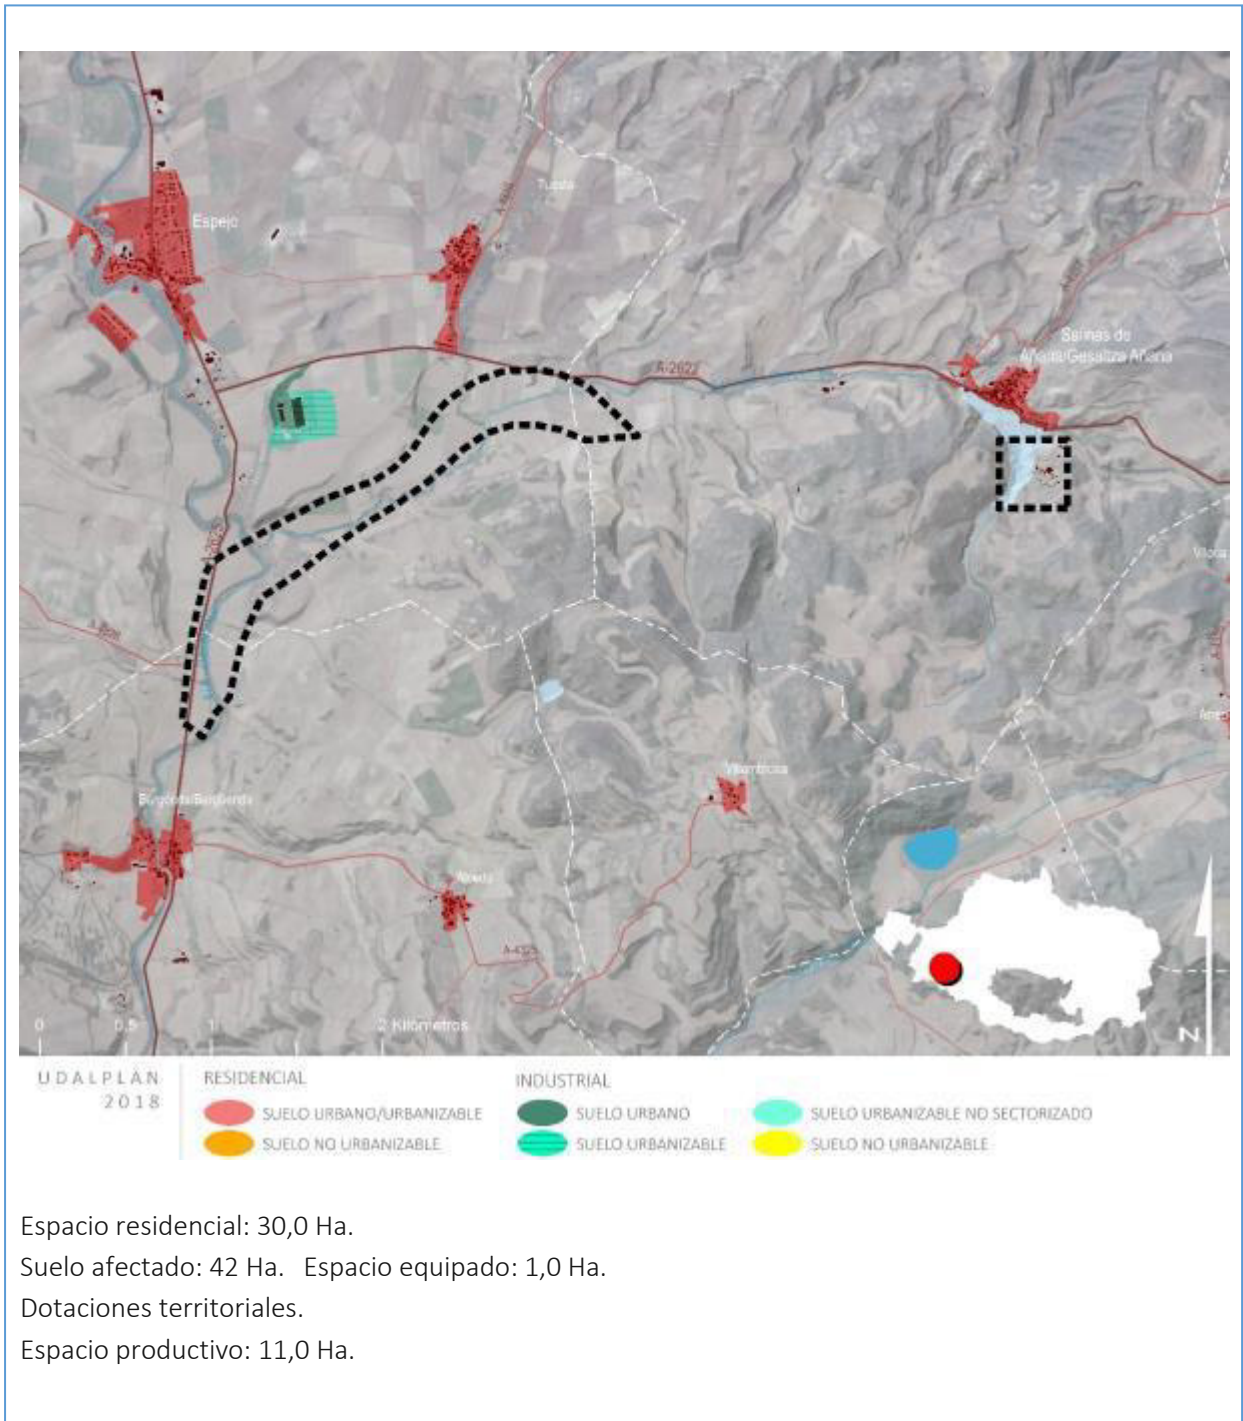 Espejo
Tuesta
A-2622
Salinas de
Añana/Gesaltza Añana
A-2625
Villambrosa
Alcedo
A-4325
0 0.5 1 2 Kilómetros
N
UDALPLAN
2018
RESIDENCIAL
SUELO URBANO/URBANIZABLE
SUELO NO URBANIZABLE
INDUSTRIAL
SUELO URBANO
SUELO URBANIZABLE
SUELO URBANIZABLE NO SECTORIZADO
SUELO NO URBANIZABLE
Espacio residencial: 30,0 Ha.
Suelo afectado: 42 Ha. Espacio equipado: 1,0 Ha.
Dotaciones territoriales.
Espacio productivo: 11,0 Ha.